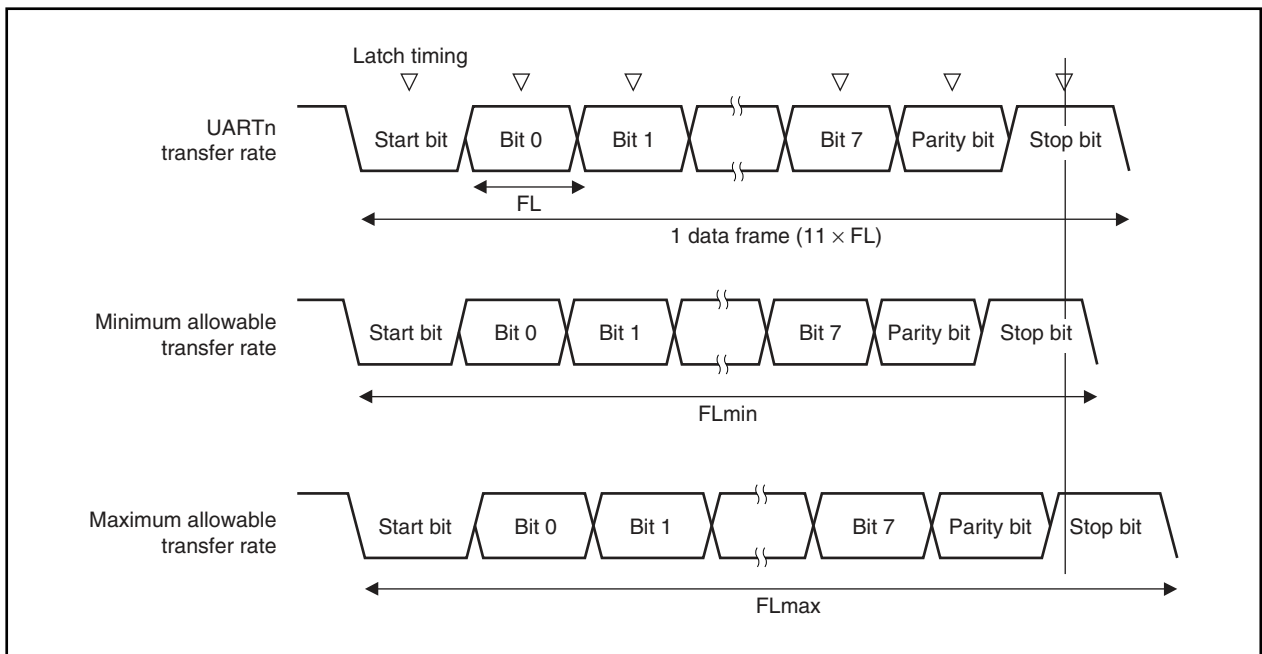 Latch timing
UARTn
transfer rate
Start bit Bit 0 Bit 1 Bit 7 Parity bit Stop bit
FL
1 data frame (11 × FL)
Minimum allowable
transfer rate
Start bit Bit 0 Bit 1 Bit 7 Parity bit Stop bit
FLmin
Maximum allowable
transfer rate
Start bit Bit 0 Bit 1 Bit 7 Parity bit Stop bit
FLmax